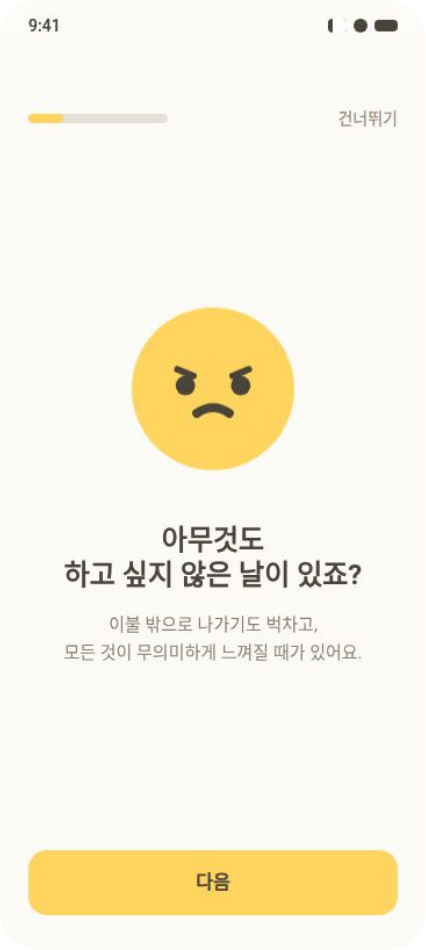 9:41
건너뛰기
아무것도
하고 싶지 않은 날이 있죠?
이불 밖으로 나가기도 벅차고,
모든 것이 무의미하게 느껴질 때가 있어요.
다음